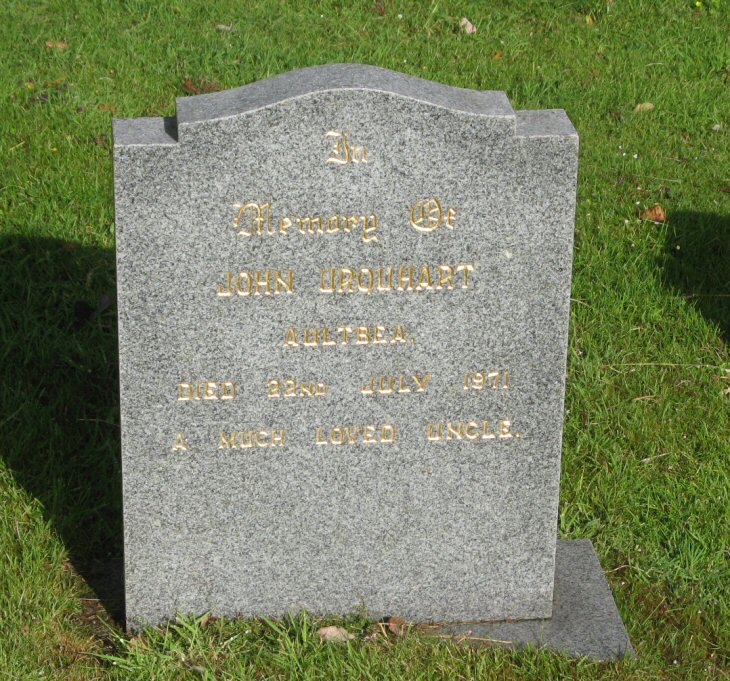 In
Memory Of
JOHN URQUHART
AULTBEA.
DIED 22ND JULY 1971
A MUCH LOVED UNCLE.